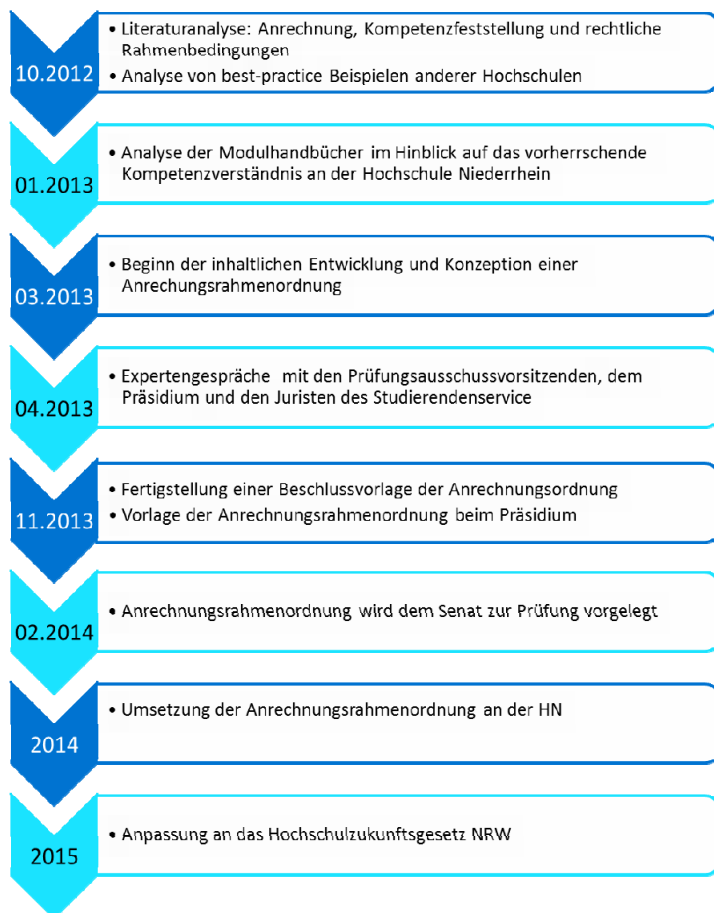 10.2012
• Literaturanalyse: Anrechnung, Kompetenzfeststellung und rechtliche
Rahmenbedingungen
• Analyse von best-practice Beispielen anderer Hochschulen
01.2013
• Analyse der Modulhandbücher im Hinblick auf das vorherrschende
Kompetenzverständnis an der Hochschule Niederrhein
03.2013
• Beginn der inhaltlichen Entwicklung und Konzeption einer
Anrechungsrahmenordnung
04.2013
• Expertengespräche mit den Prüfungsausschussvorsitzenden, dem
Präsidium und den Juristen des Studierendenservice
11.2013
• Fertigstellung einer Beschlussvorlage der Anrechnungsordnung
• Vorlage der Anrechnungsrahmenordnung beim Präsidium
02.2014
• Anrechnungsrahmenordnung wird dem Senat zur Prüfung vorgelegt
2014
• Umsetzung der Anrechnungsrahmenordnung an der HN
2015
• Anpassung an das Hochschulzukunftsgesetz NRW